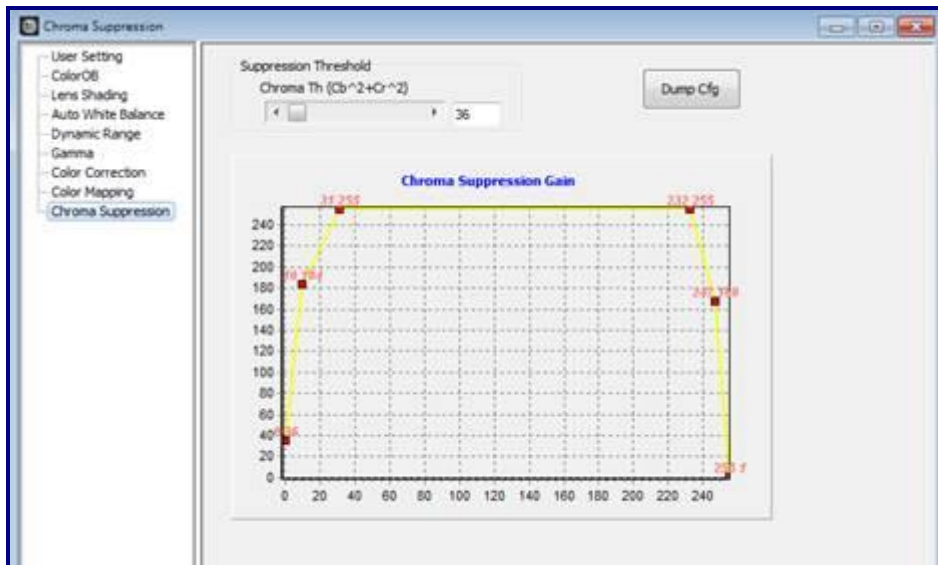 Chroma Suppression
User Setting
ColorOB
Lens Shading
Auto White Balance
Dynamic Range
Gamma
Color Correction
Color Mapping
Chroma Suppression
Suppression Threshold
Chroma Th (Cb^2+Cr^2)
36
Dump Cfg
Chroma Suppression Gain
31 255
232 255
240
220
200
180
160
140
120
100
80
60
40
20
0
0 20 40 60 80 100 120 140 160 180 200 220 240